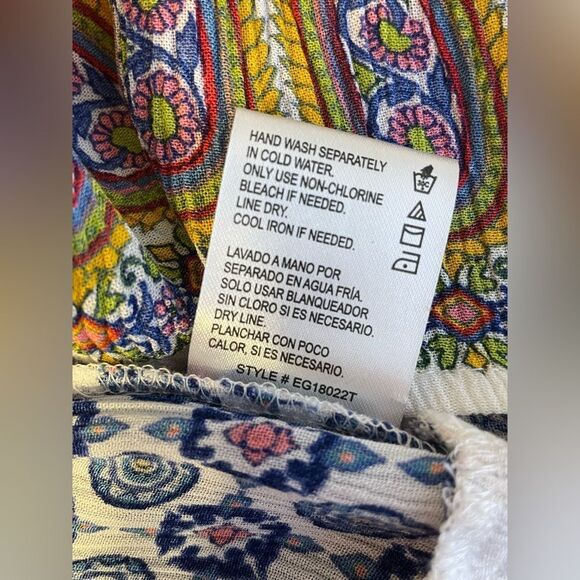 HAND WASH SEPARATELY
IN COLD WATER.
ONLY USE NON-CHLORINE
BLEACH IF NEEDED.
LINE DRY.
COOL IRON IF NEEDED.
LAVADO A MANO POR
SEPARADO EN AGUA FRÍA.
SOLO USAR BLANQUEADOR
SIN CLORO SI ES NECESARIO.
DRY LINE.
PLANCHAR CON POCO
CALOR, SI ES NECESARIO.
STYLE # EG18022T